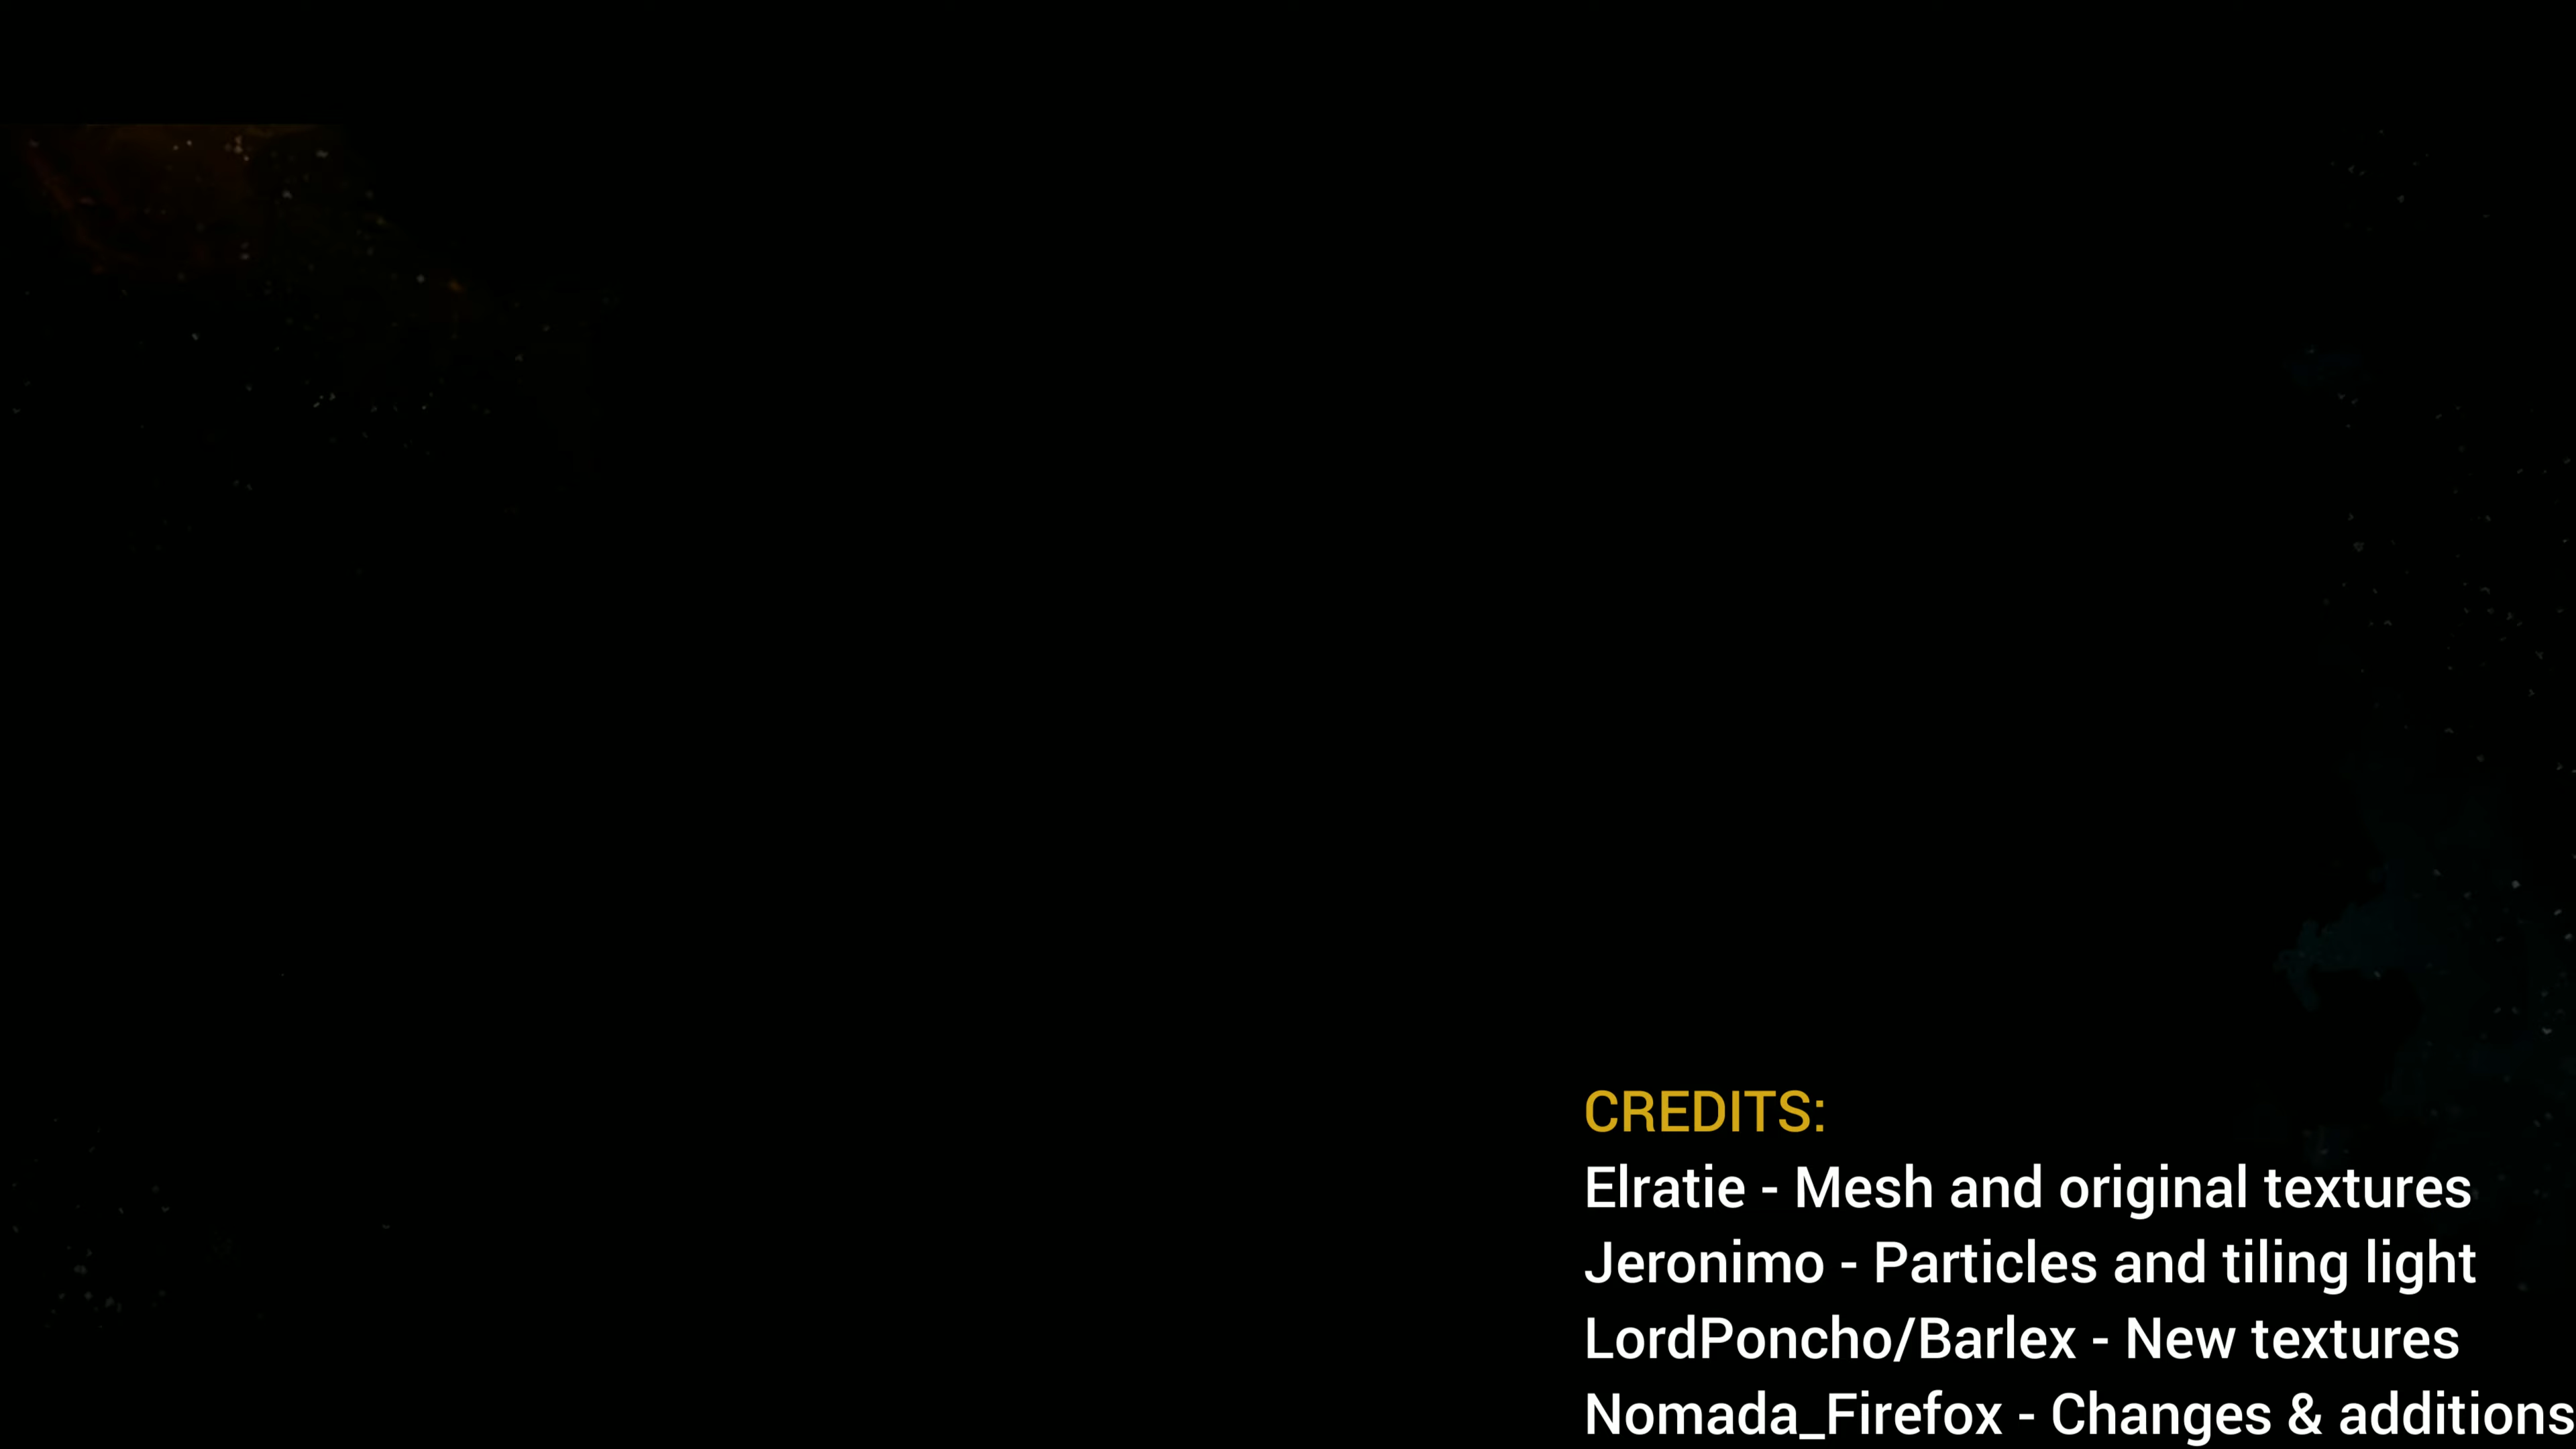 CREDITS:
Elratie - Mesh and original textures
Jeronimo - Particles and tiling light
LordPoncho/Barlex - New textures
Nomada_Firefox - Changes & additions